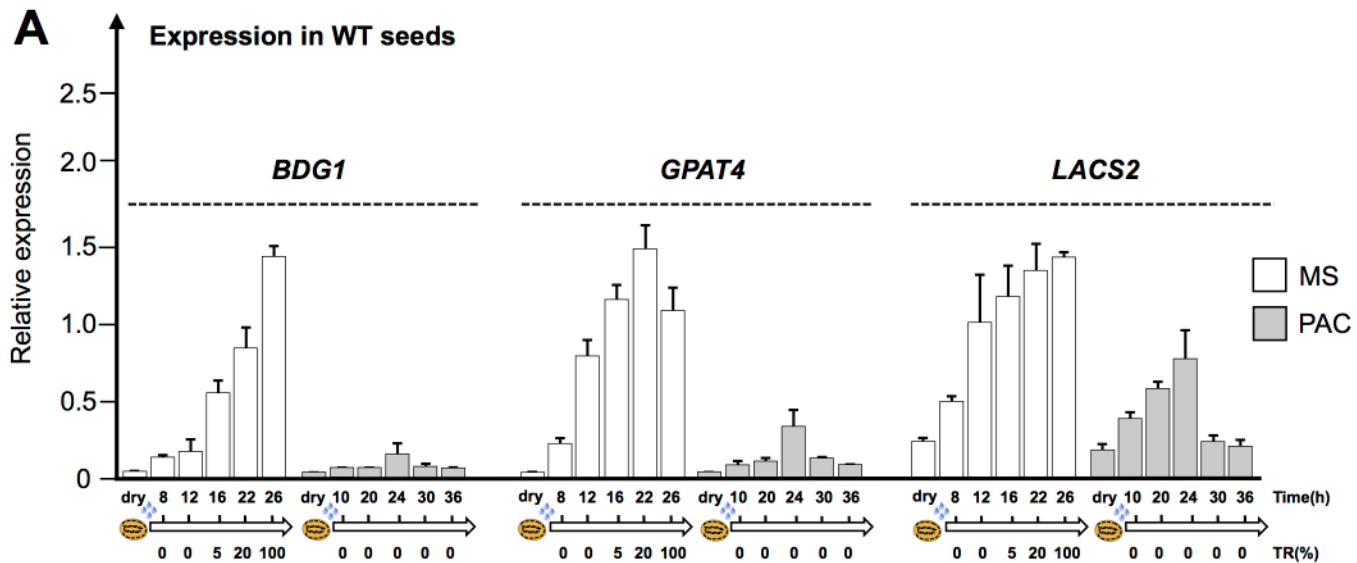 A
Expression in WT seeds
Relative expression
2.5
2.0
1.5
1.0
0.5
0
BDG1 GPAT4 LACS2
MS
PAC
dry 8 12 16 22 26 dry 10 20 24 30 36 dry 8 12 16 22 26 dry 10 20 24 30 36 dry 8 12 16 22 26 dry 10 20 24 30 36 Time(h)
0 0 5 20 100 0 0 0 0 0 0 0 5 20 100 0 0 0 0 0 0 0 5 20 100 0 0 0 0 0 TR(%)